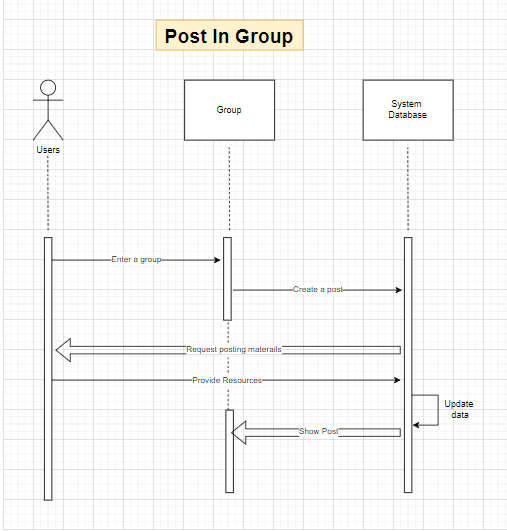 Post In Group
Group
System
Database
Users
Enter a group
Create a post
Request posting materails
Provide Resources
Update
data
Show Post